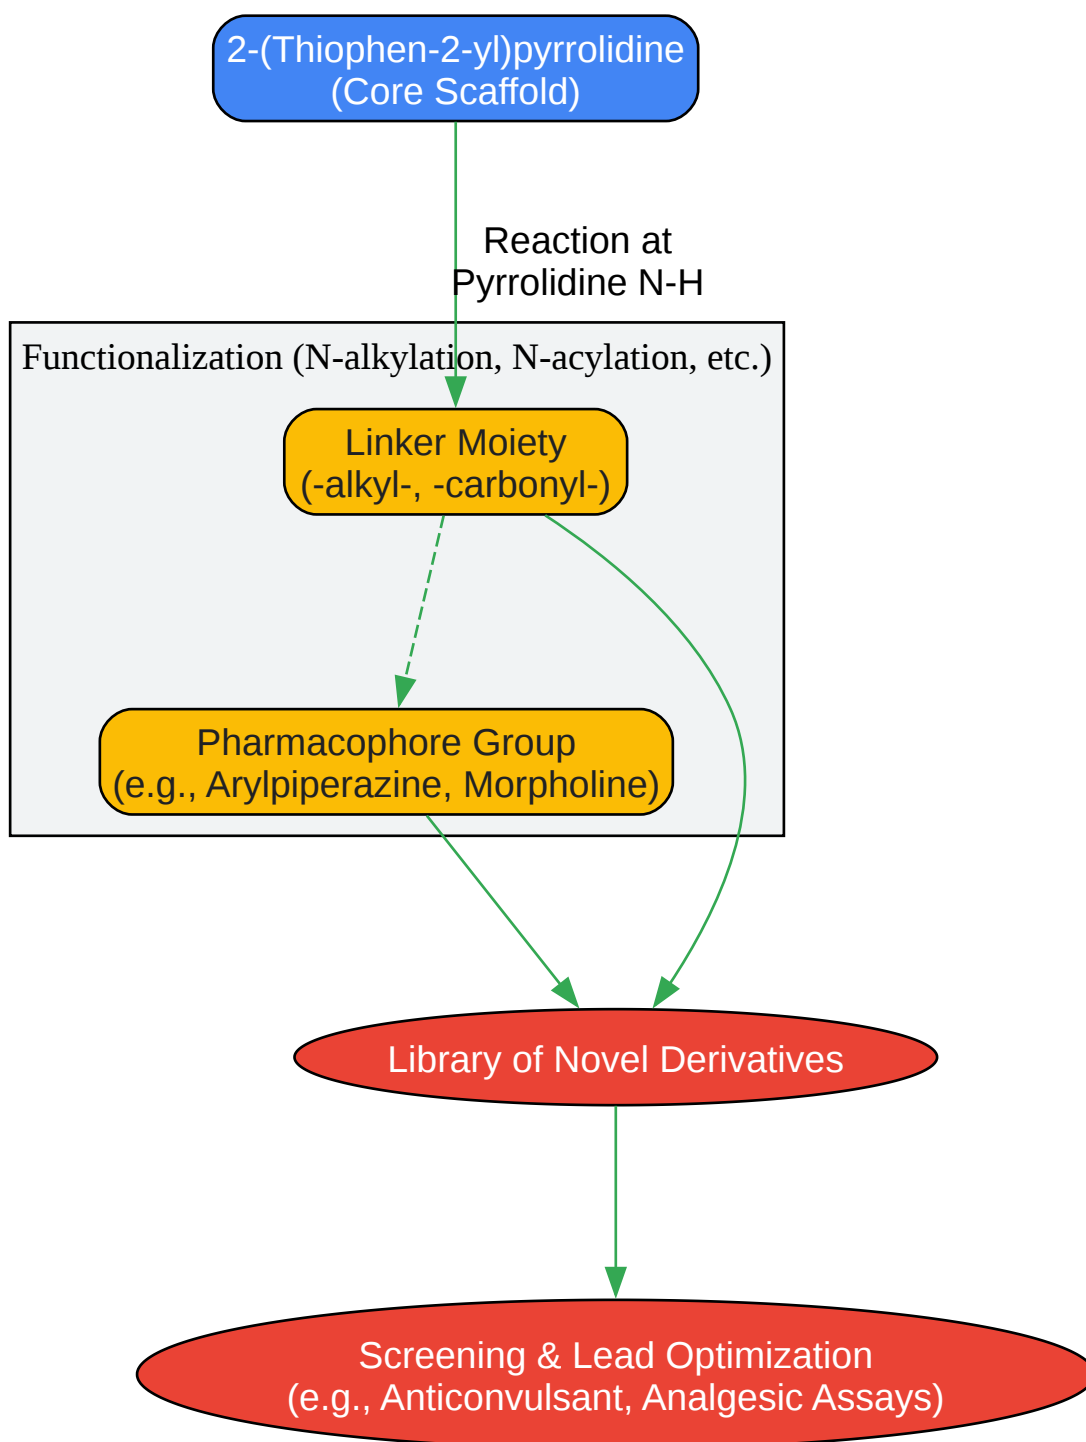 2-(Thiophen-2-yl)pyrrolidine
(Core Scaffold)
Reaction at
Pyrrolidine N-H
Functionalization (N-alkylation, N-acylation, etc.)
Linker Moiety
(-alkyl-, -carbonyl-)
Pharmacophore Group
(e.g., Arylpiperazine, Morpholine)
Library of Novel Derivatives
Screening & Lead Optimization
(e.g., Anticonvulsant, Analgesic Assays)